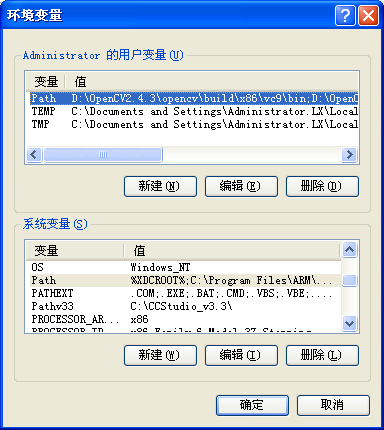 环境变量
Administrator 的用户变量(U)
变量 值
Path D:\OpenCV2.4.3\opencv\build\x86\vc9\bin;D:\OpenC
TEMP C:\Documents and Settings\Administrator.LX\Local
TMP C:\Documents and Settings\Administrator.LX\Local
新建(N) 编辑(E) 删除(D)
系统变量(S)
变量 值
OS Windows_NT
Path %XDCROOT%;C:\Program Files\ARM\...
PATHEXT .COM;.EXE;.BAT;.CMD;.VBS;.VBE;....
Pathv33 C:\CCStudio_v3.3\
PROCESSOR_AR... x86
新建(W) 编辑(I) 删除(L)
确定 取消